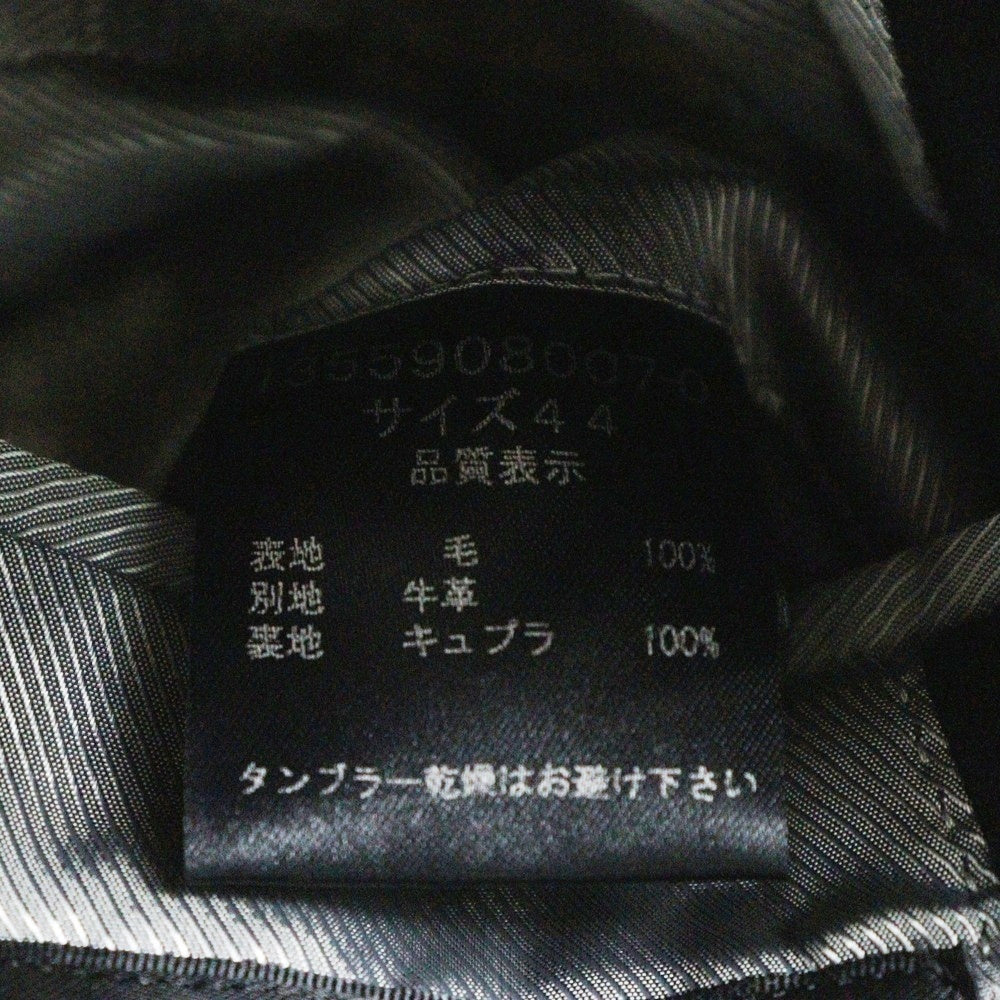 サイズ44
品質表示
表地 毛 100%
別地 牛革
裏地 キュプラ 100%
タンブラー乾燥はお避け下さい